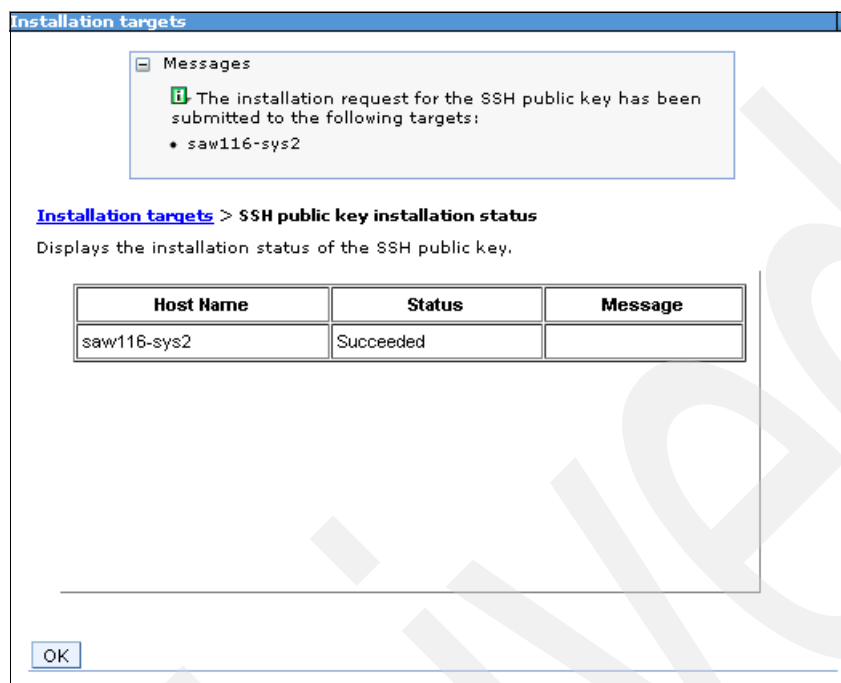 Installation targets
Messages
The installation request for the SSH public key has been
submitted to the following targets:
• saw116-sys2
Installation targets > SSH public key installation status
Displays the installation status of the SSH public key.
Host Name Status Message
saw116-sys2 Succeeded
OK